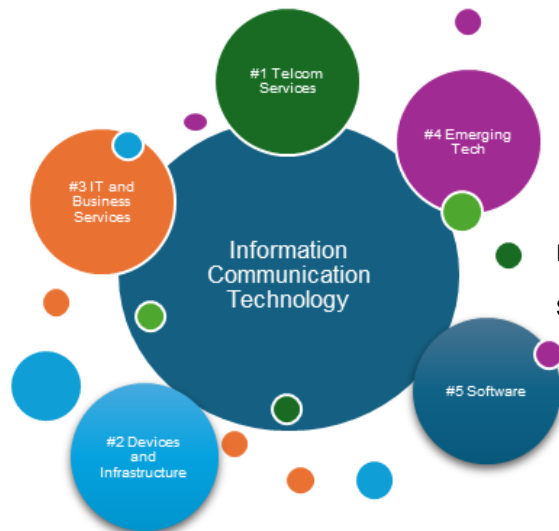 #1 Telcom
Services
#4 Emerging
Tech
#3 IT and
Business
Services
Information
Communication
Technology
#5 Software
#2 Devices
and
Infrastructure